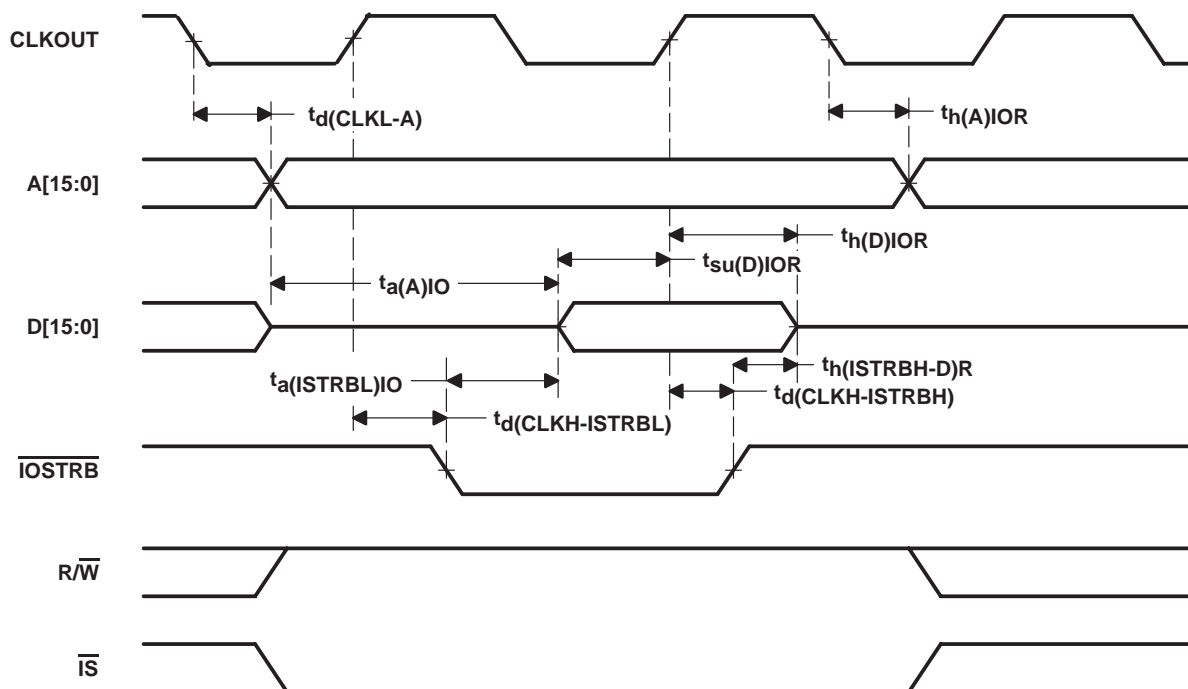 CLKOUT
td(CLKL-A)
th(A)IOR
A[15:0]
th(D)IOR
tsu(D)IOR
ta(A)IO
D[15:0]
th(ISTRBH-D)R
ta(ISTRBL)IO
td(CLKH-ISTRBH)
td(CLKH-ISTRBL)
IOSTRB
R/W
IS